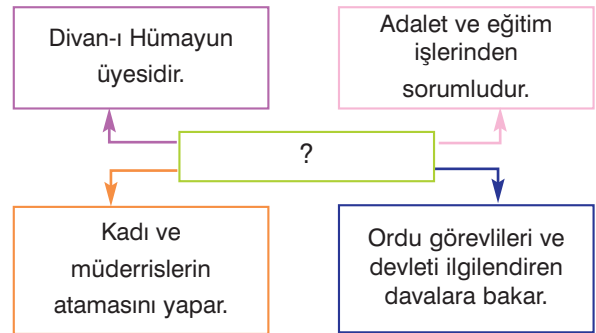 Divan-ı Hümayun
üyesidir.
Adalet ve eğitim
işlerinden
sorumludur.
?
Kadı ve
müderrislerin
atamasını yapar.
Ordu görevlileri ve
devleti ilgilendiren
davalara bakar.